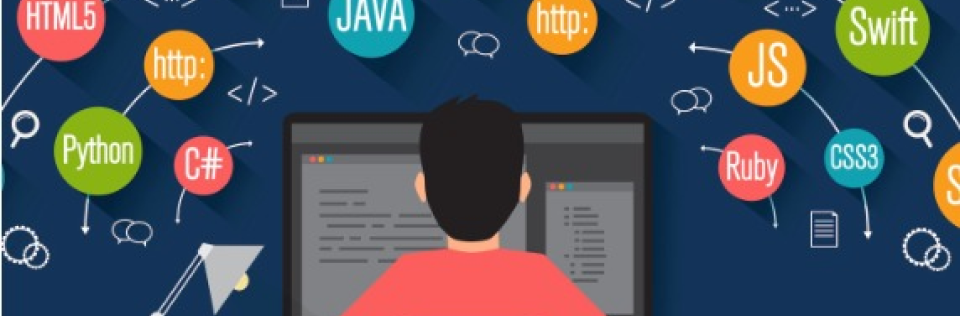 HTML5
JAVA
http:
Swift
http:
</>
JS
Python
C#
Ruby
CSS3